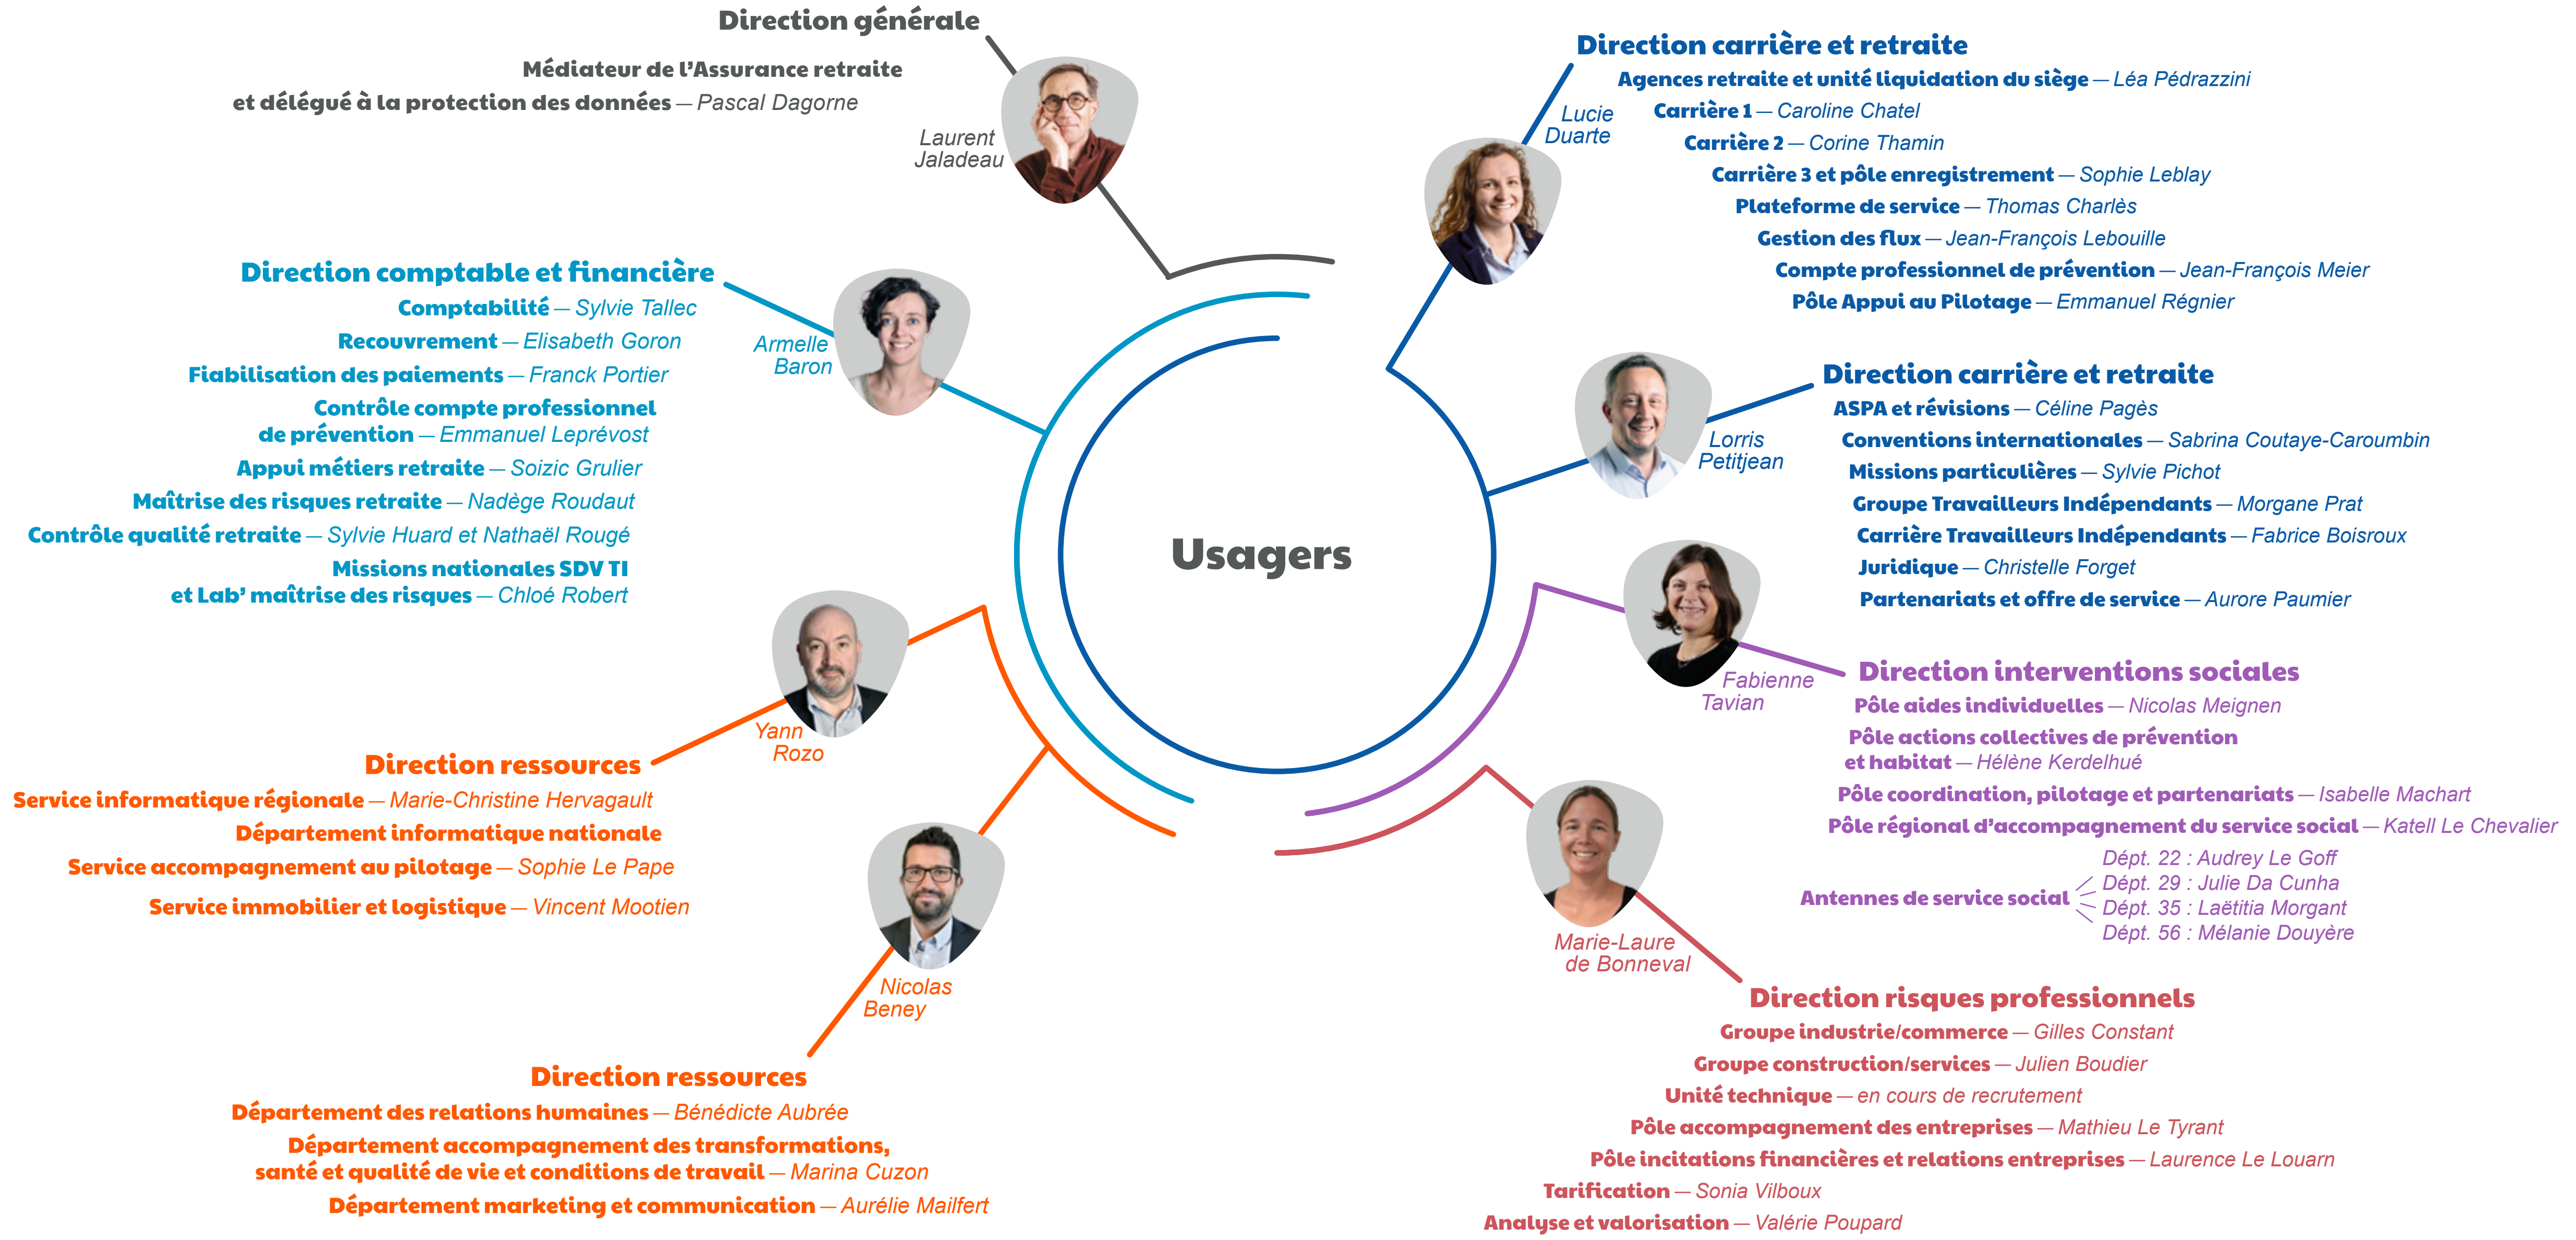 Direction générale
Médiateur de l'Assurance retraite
et délégué à la protection des données — Pascal Dagorne
Laurent
Jaladeau
Direction comptable et financière
Comptabilité — Sylvie Tallec
Recouvrement — Elisabeth Goron
Fiabilisation des paiements — Franck Portier
Contrôle compte professionnel
de prévention — Emmanuel Leprévost
Appui métiers retraite — Soizic Grulier
Maîtrise des risques retraite — Nadège Roudaut
Contrôle qualité retraite — Sylvie Huard et Nathaël Rougé
Missions nationales SDV TI
et Lab' maîtrise des risques — Chloé Robert
Armelle
Baron
Yann
Rozo
Direction ressources
Service informatique régionale — Marie-Christine Hervagault
Département informatique nationale
Service accompagnement au pilotage — Sophie Le Pape
Service immobilier et logistique — Vincent Mootien
Nicolas
Beney
Direction ressources
Département des relations humaines — Bénédicte Aubrée
Département accompagnement des transformations,
santé et qualité de vie et conditions de travail — Marina Cuzon
Département marketing et communication — Aurélie Mailfert
Usagers
Direction carrière et retraite
Agences retraite et unité liquidation du siège — Léa Pédrazzini
Carrière 1 — Caroline Chatel
Carrière 2 — Corine Thamin
Carrière 3 et pôle enregistrement — Sophie Leblay
Plateforme de service — Thomas Charlès
Gestion des flux — Jean-François Lebouille
Compte professionnel de prévention — Jean-François Meier
Pôle Appui au Pilotage — Emmanuel Régnier
Lucie
Duarte
Direction carrière et retraite
ASPA et révisions — Céline Pagès
Conventions internationales — Sabrina Coutaye-Caroumbin
Missions particulières — Sylvie Pichot
Groupe Travailleurs Indépendants — Morgane Prat
Carrière Travailleurs Indépendants — Fabrice Boisroux
Juridique — Christelle Forget
Partenariats et offre de service — Aurore Paumier
Lorris
Petitjean
Fabienne
Tavian
Direction interventions sociales
Pôle aides individuelles — Nicolas Meignen
Pôle actions collectives de prévention
et habitat — Hélène Kerdelhué
Pôle coordination, pilotage et partenariats — Isabelle Machart
Pôle régional d'accompagnement du service social — Katell Le Chevalier
Antennes de service social
Dépt. 22 : Audrey Le Goff
Dépt. 29 : Julie Da Cunha
Dépt. 35 : Laëtitia Morgant
Dépt. 56 : Mélanie Douyère
Marie-Laure
de Bonneval
Direction risques professionnels
Groupe industrie/commerce — Gilles Constant
Groupe construction/services — Julien Boudier
Unité technique — en cours de recrutement
Pôle accompagnement des entreprises — Mathieu Le Tyrant
Pôle incitations financières et relations entreprises — Laurence Le Louarn
Tarification — Sonia Vilboux
Analyse et valorisation — Valérie Poupard